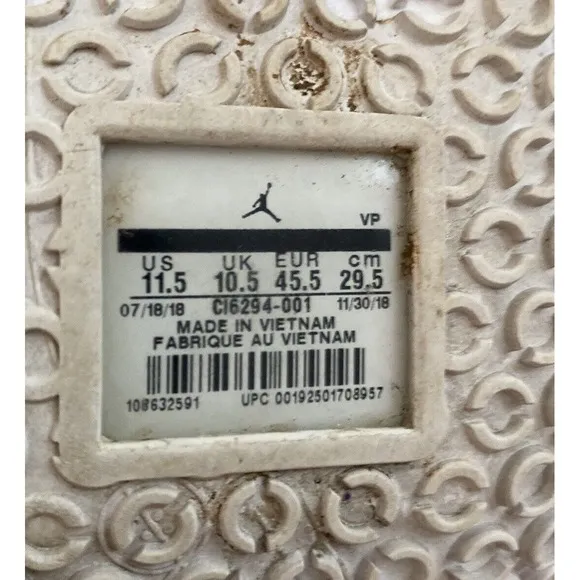 VP
US UK EUR cm
11.5 10.5 45.5 29.5
07/18/18 CI6294-001 11/30/18
MADE IN VIETNAM
FABRIQUE AU VIETNAM
108632591 UPC 00192501708957